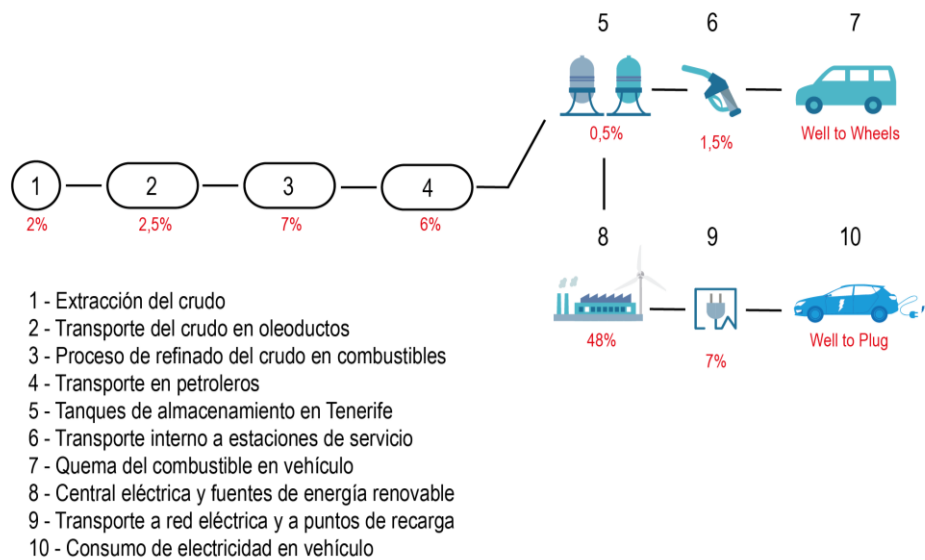 5 6 7
0,5% 1,5% Well to Wheels
1 2 3 4
2% 2,5% 7% 6%
8 9 10
48% 7% Well to Plug
1 - Extracción del crudo
2 - Transporte del crudo en oleoductos
3 - Proceso de refinado del crudo en combustibles
4 - Transporte en petroleros
5 - Tanques de almacenamiento en Tenerife
6 - Transporte interno a estaciones de servicio
7 - Quema del combustible en vehículo
8 - Central eléctrica y fuentes de energía renovable
9 - Transporte a red eléctrica y a puntos de recarga
10 - Consumo de electricidad en vehículo